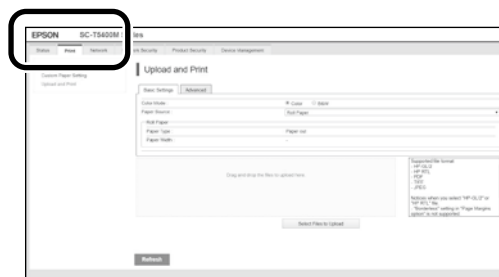 EPSON SC-T5400M es
Status Print Network nt Security Product Security Device Management
Custom Paper Setting
Upload and Print
Upload and Print
Basic Settings Advanced
Color Mode Color B&W
Paper Source Roll Paper
Roll Paper
Paper Type Paper out
Paper Width -
Drag and drop the files to upload here.
Supported file format
- HP-GL/2
- HP RTL
- PDF
- TIFF
- JPEG
Notices when you select "HP-GL/2" or
"HP RTL" file
- "Borderless" setting in "Page Margins
option" is not supported.
Select Files to Upload
Refresh